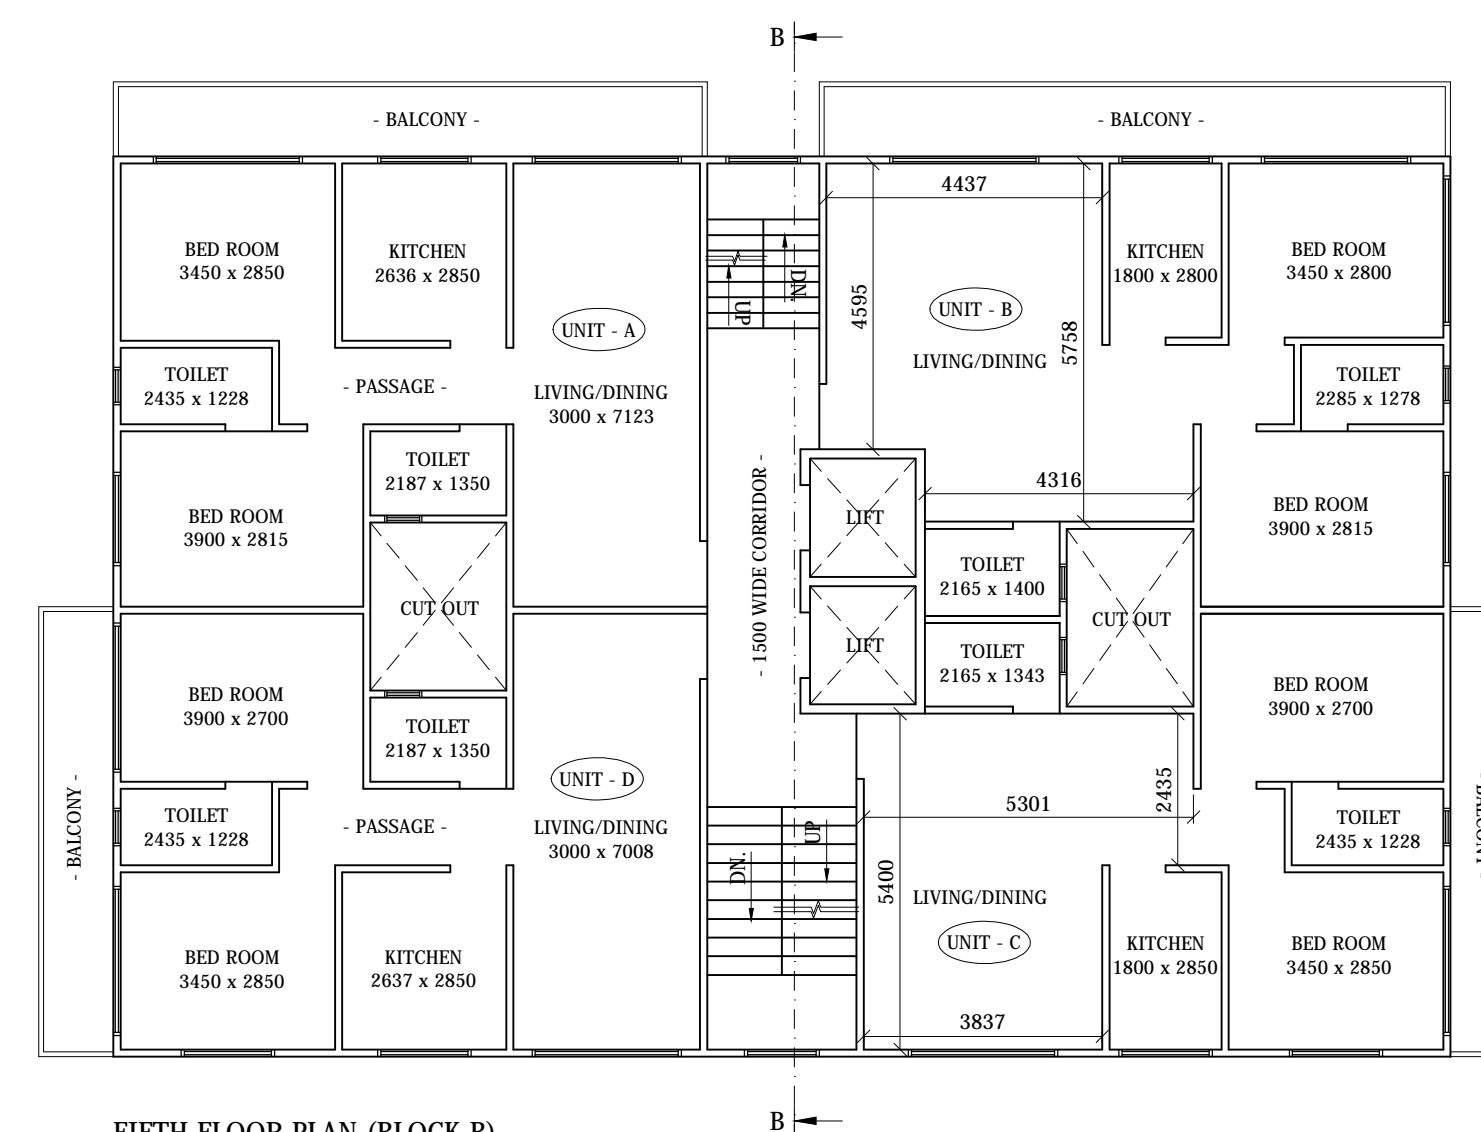 B
- BALCONY -
- BALCONY -
BED ROOM
3450 x 2850
KITCHEN
2636 x 2850
UNIT - A
LIVING/DINING
3000 x 7123
TOILET
2435 x 1228
- PASSAGE -
BED ROOM
3900 x 2815
TOILET
2187 x 1350
CUT OUT
UP
DN.
- 1500 WIDE CORRIDOR -
4437
4595
5758
UNIT - B
LIVING/DINING
KITCHEN
1800 x 2800
BED ROOM
3450 x 2800
TOILET
2285 x 1278
4316
LIFT
LIFT
TOILET
2165 x 1400
TOILET
2165 x 1343
CUT OUT
BED ROOM
3900 x 2815
BED ROOM
3900 x 2700
TOILET
2187 x 1350
UNIT - D
LIVING/DINING
3000 x 7008
TOILET
2435 x 1228
- PASSAGE -
- BALCONY -
BED ROOM
3450 x 2850
KITCHEN
2637 x 2850
DN.
UP
BED ROOM
3900 x 2700
5301
2435
5400
LIVING/DINING
UNIT - C
3837
KITCHEN
1800 x 2850
TOILET
2435 x 1228
BED ROOM
3450 x 2850
B
FIFTH FLOOR PLAN (BLOCK B)